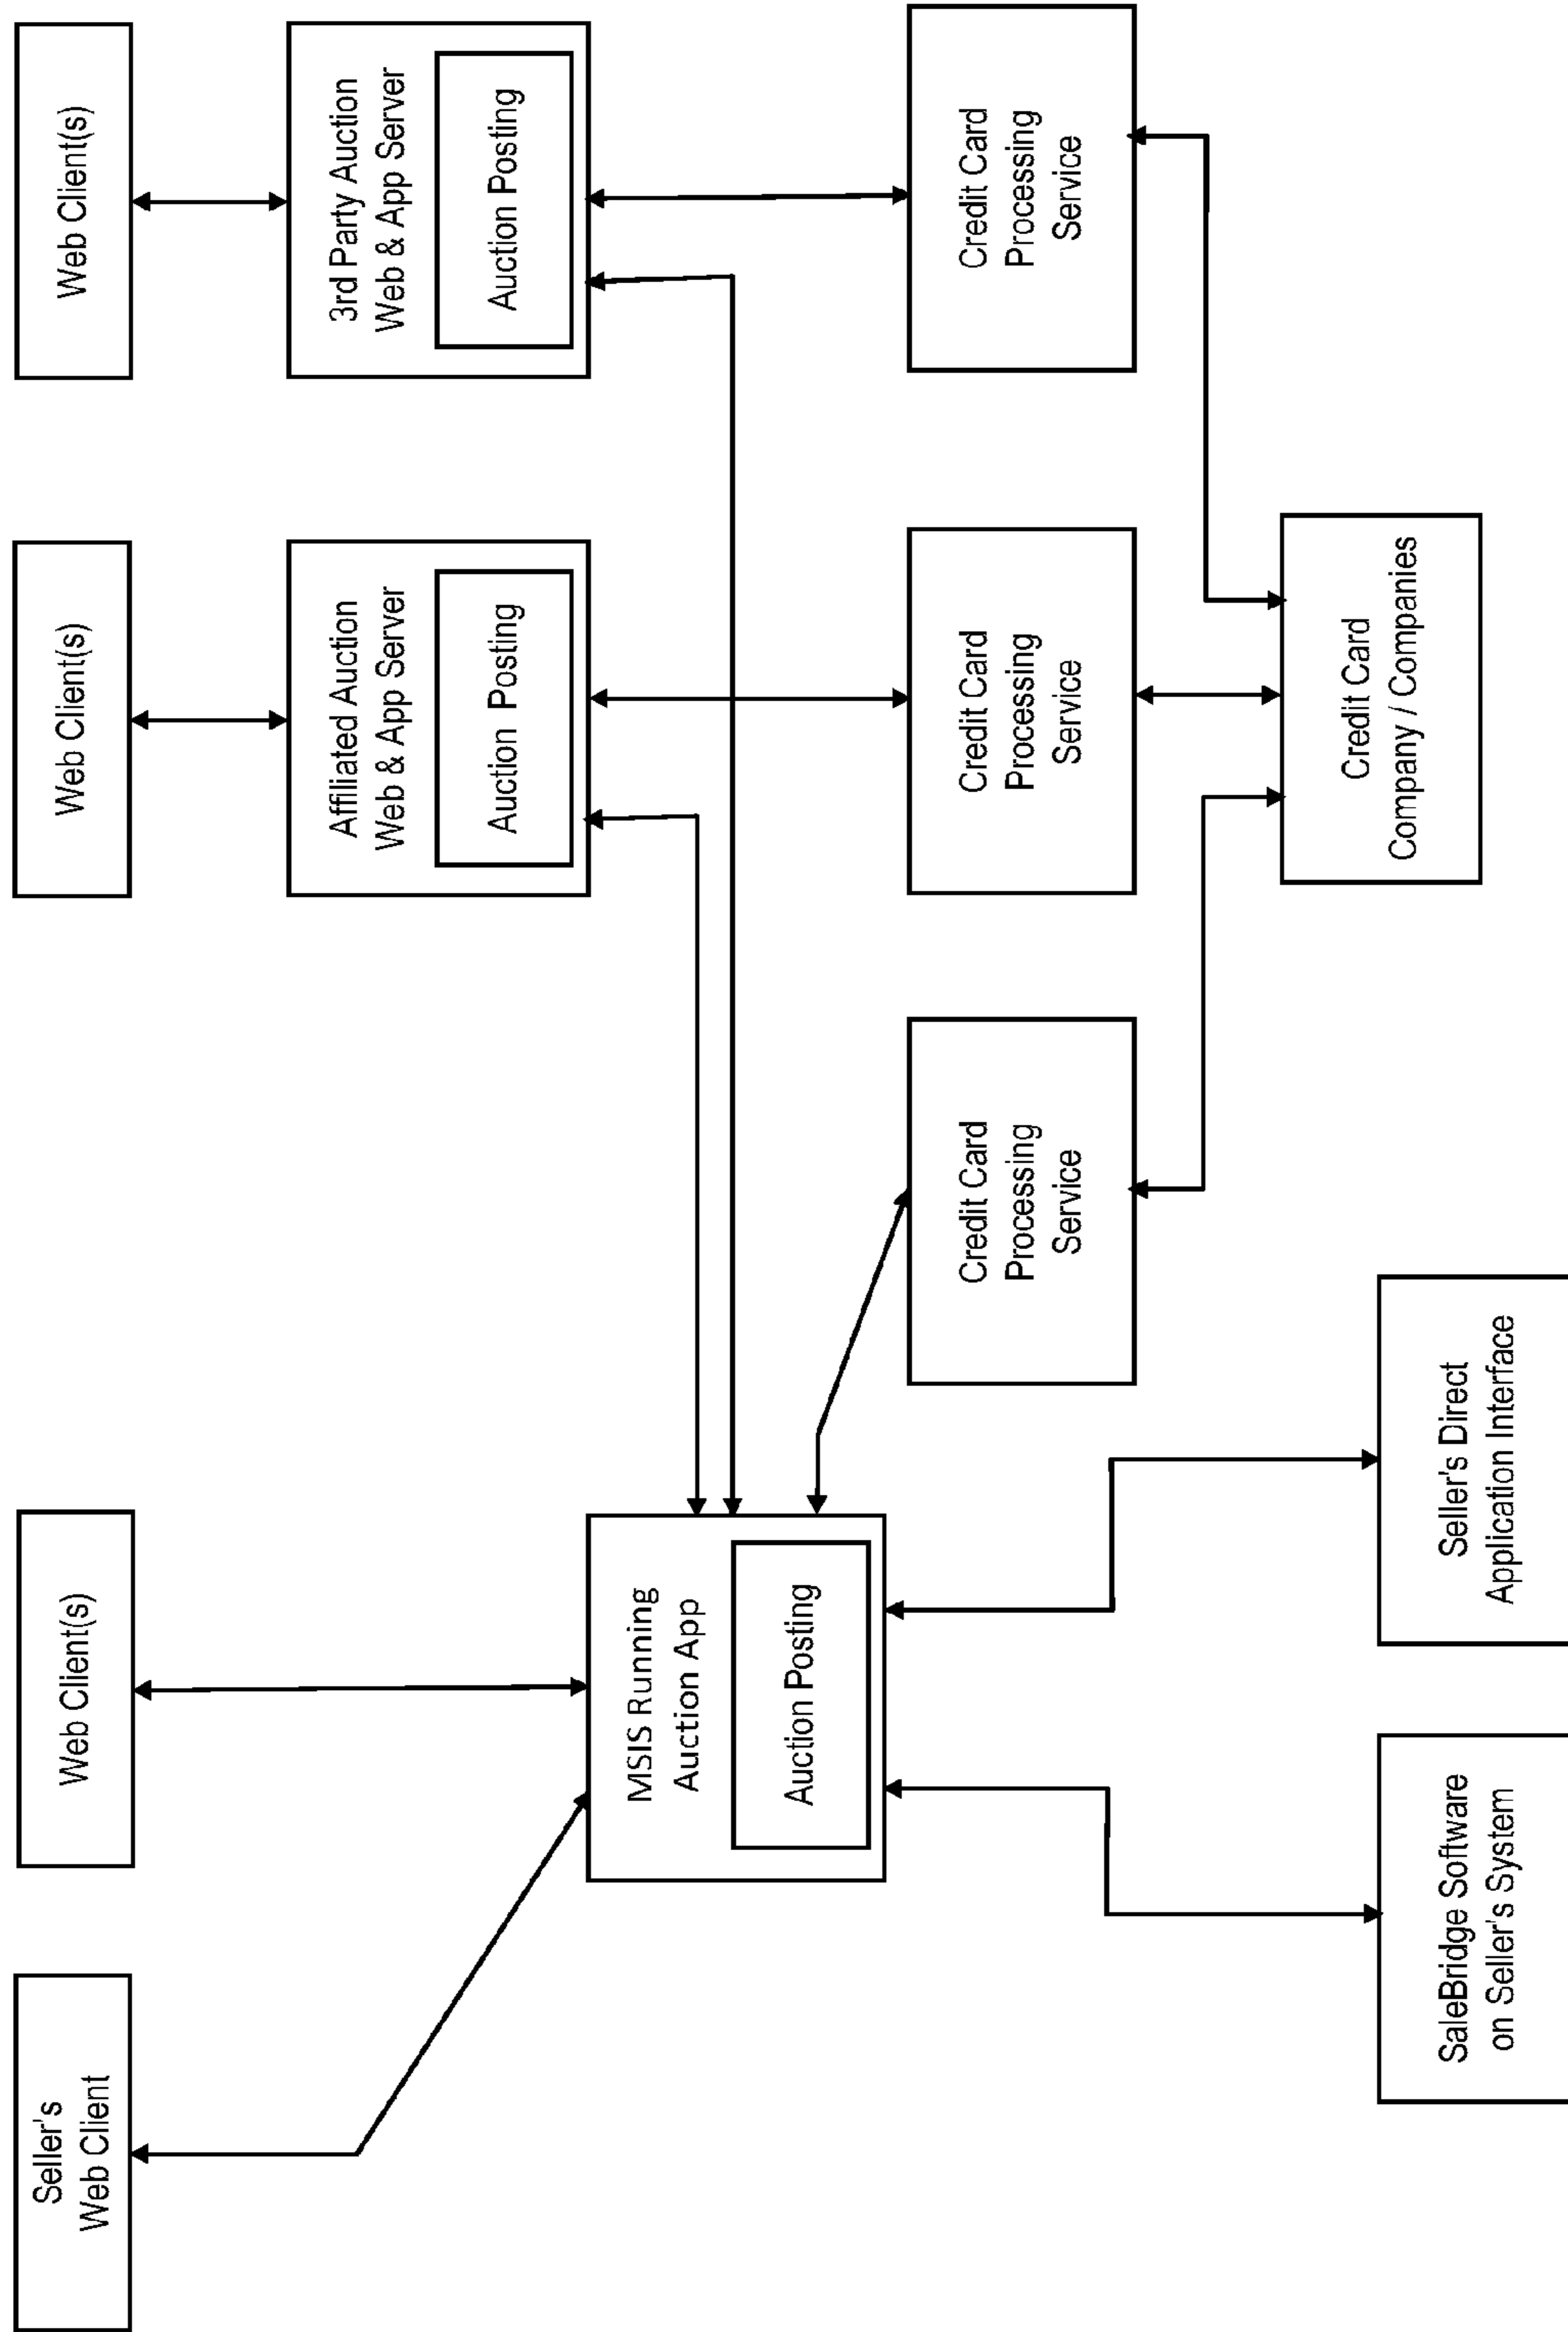 Seller's
Web Client
Web Client(s)
Web Client(s)
Web Client(s)
MSIS Running
Auction App
Auction Posting
Affiliated Auction
Web & App Server
Auction Posting
3rd Party Auction
Web & App Server
Auction Posting
Credit Card
Processing
Service
Credit Card
Processing
Service
Credit Card
Processing
Service
SaleBridge Software
on Seller's System
Seller's Direct
Application Interface
Credit Card
Company / Companies